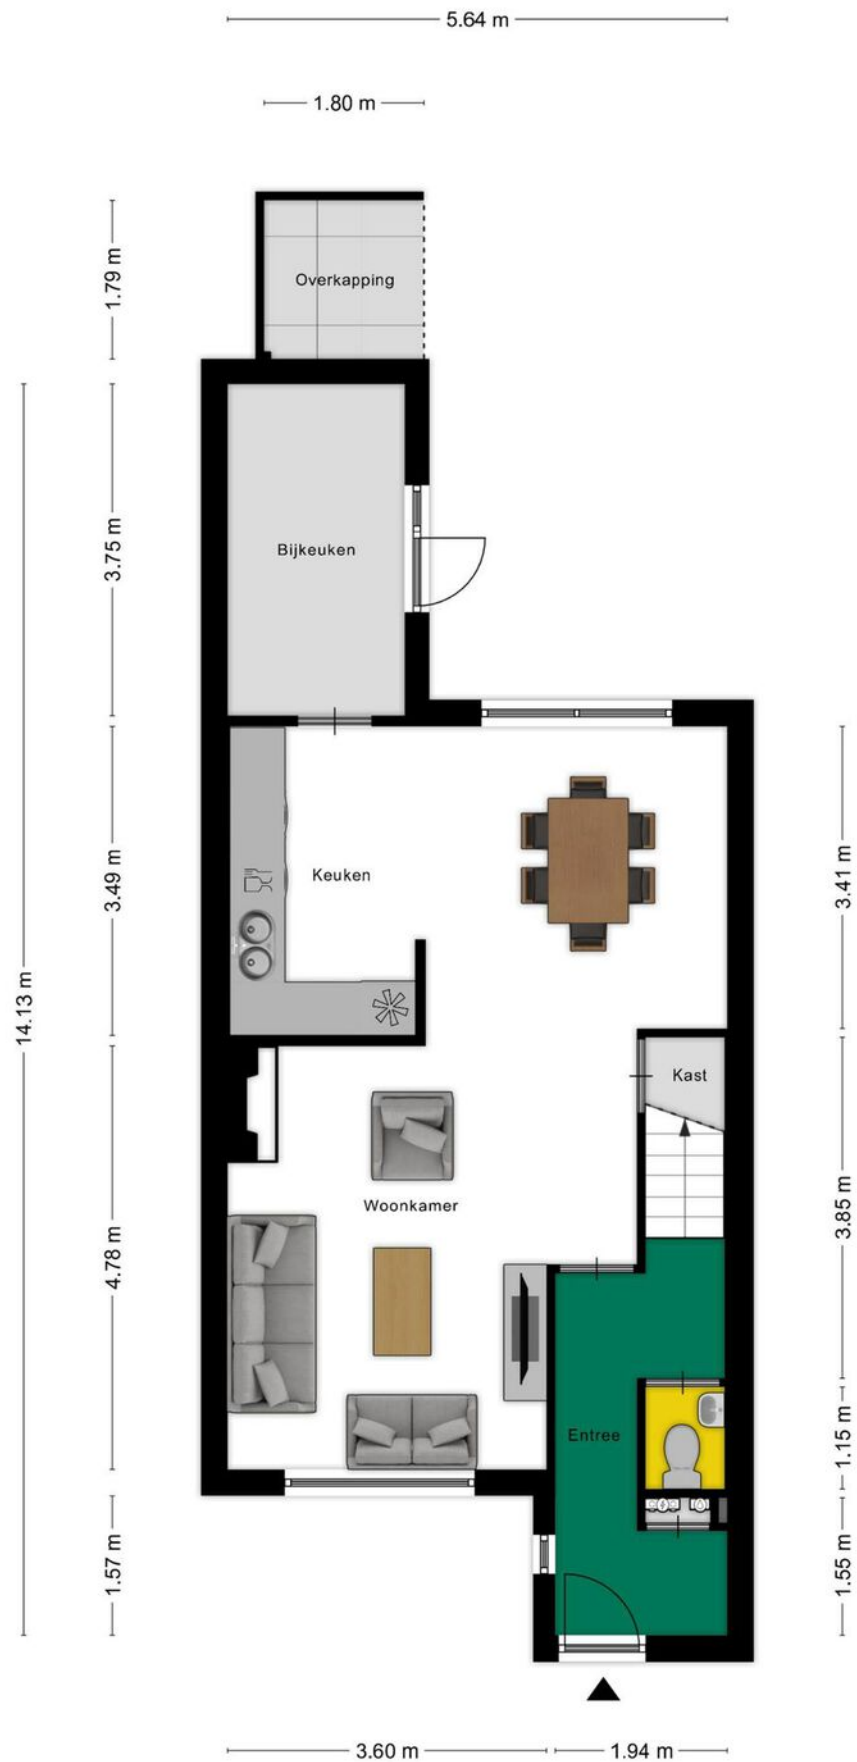 5.64 m
1.80 m
1.79 m
Overkapping
3.75 m
Bijkeuken
3.49 m
Keuken
3.41 m
14.13 m
Kast
Woonkamer
3.85 m
4.78 m
Entree
1.15 m
1.57 m
1.55 m
3.60 m
1.94 m